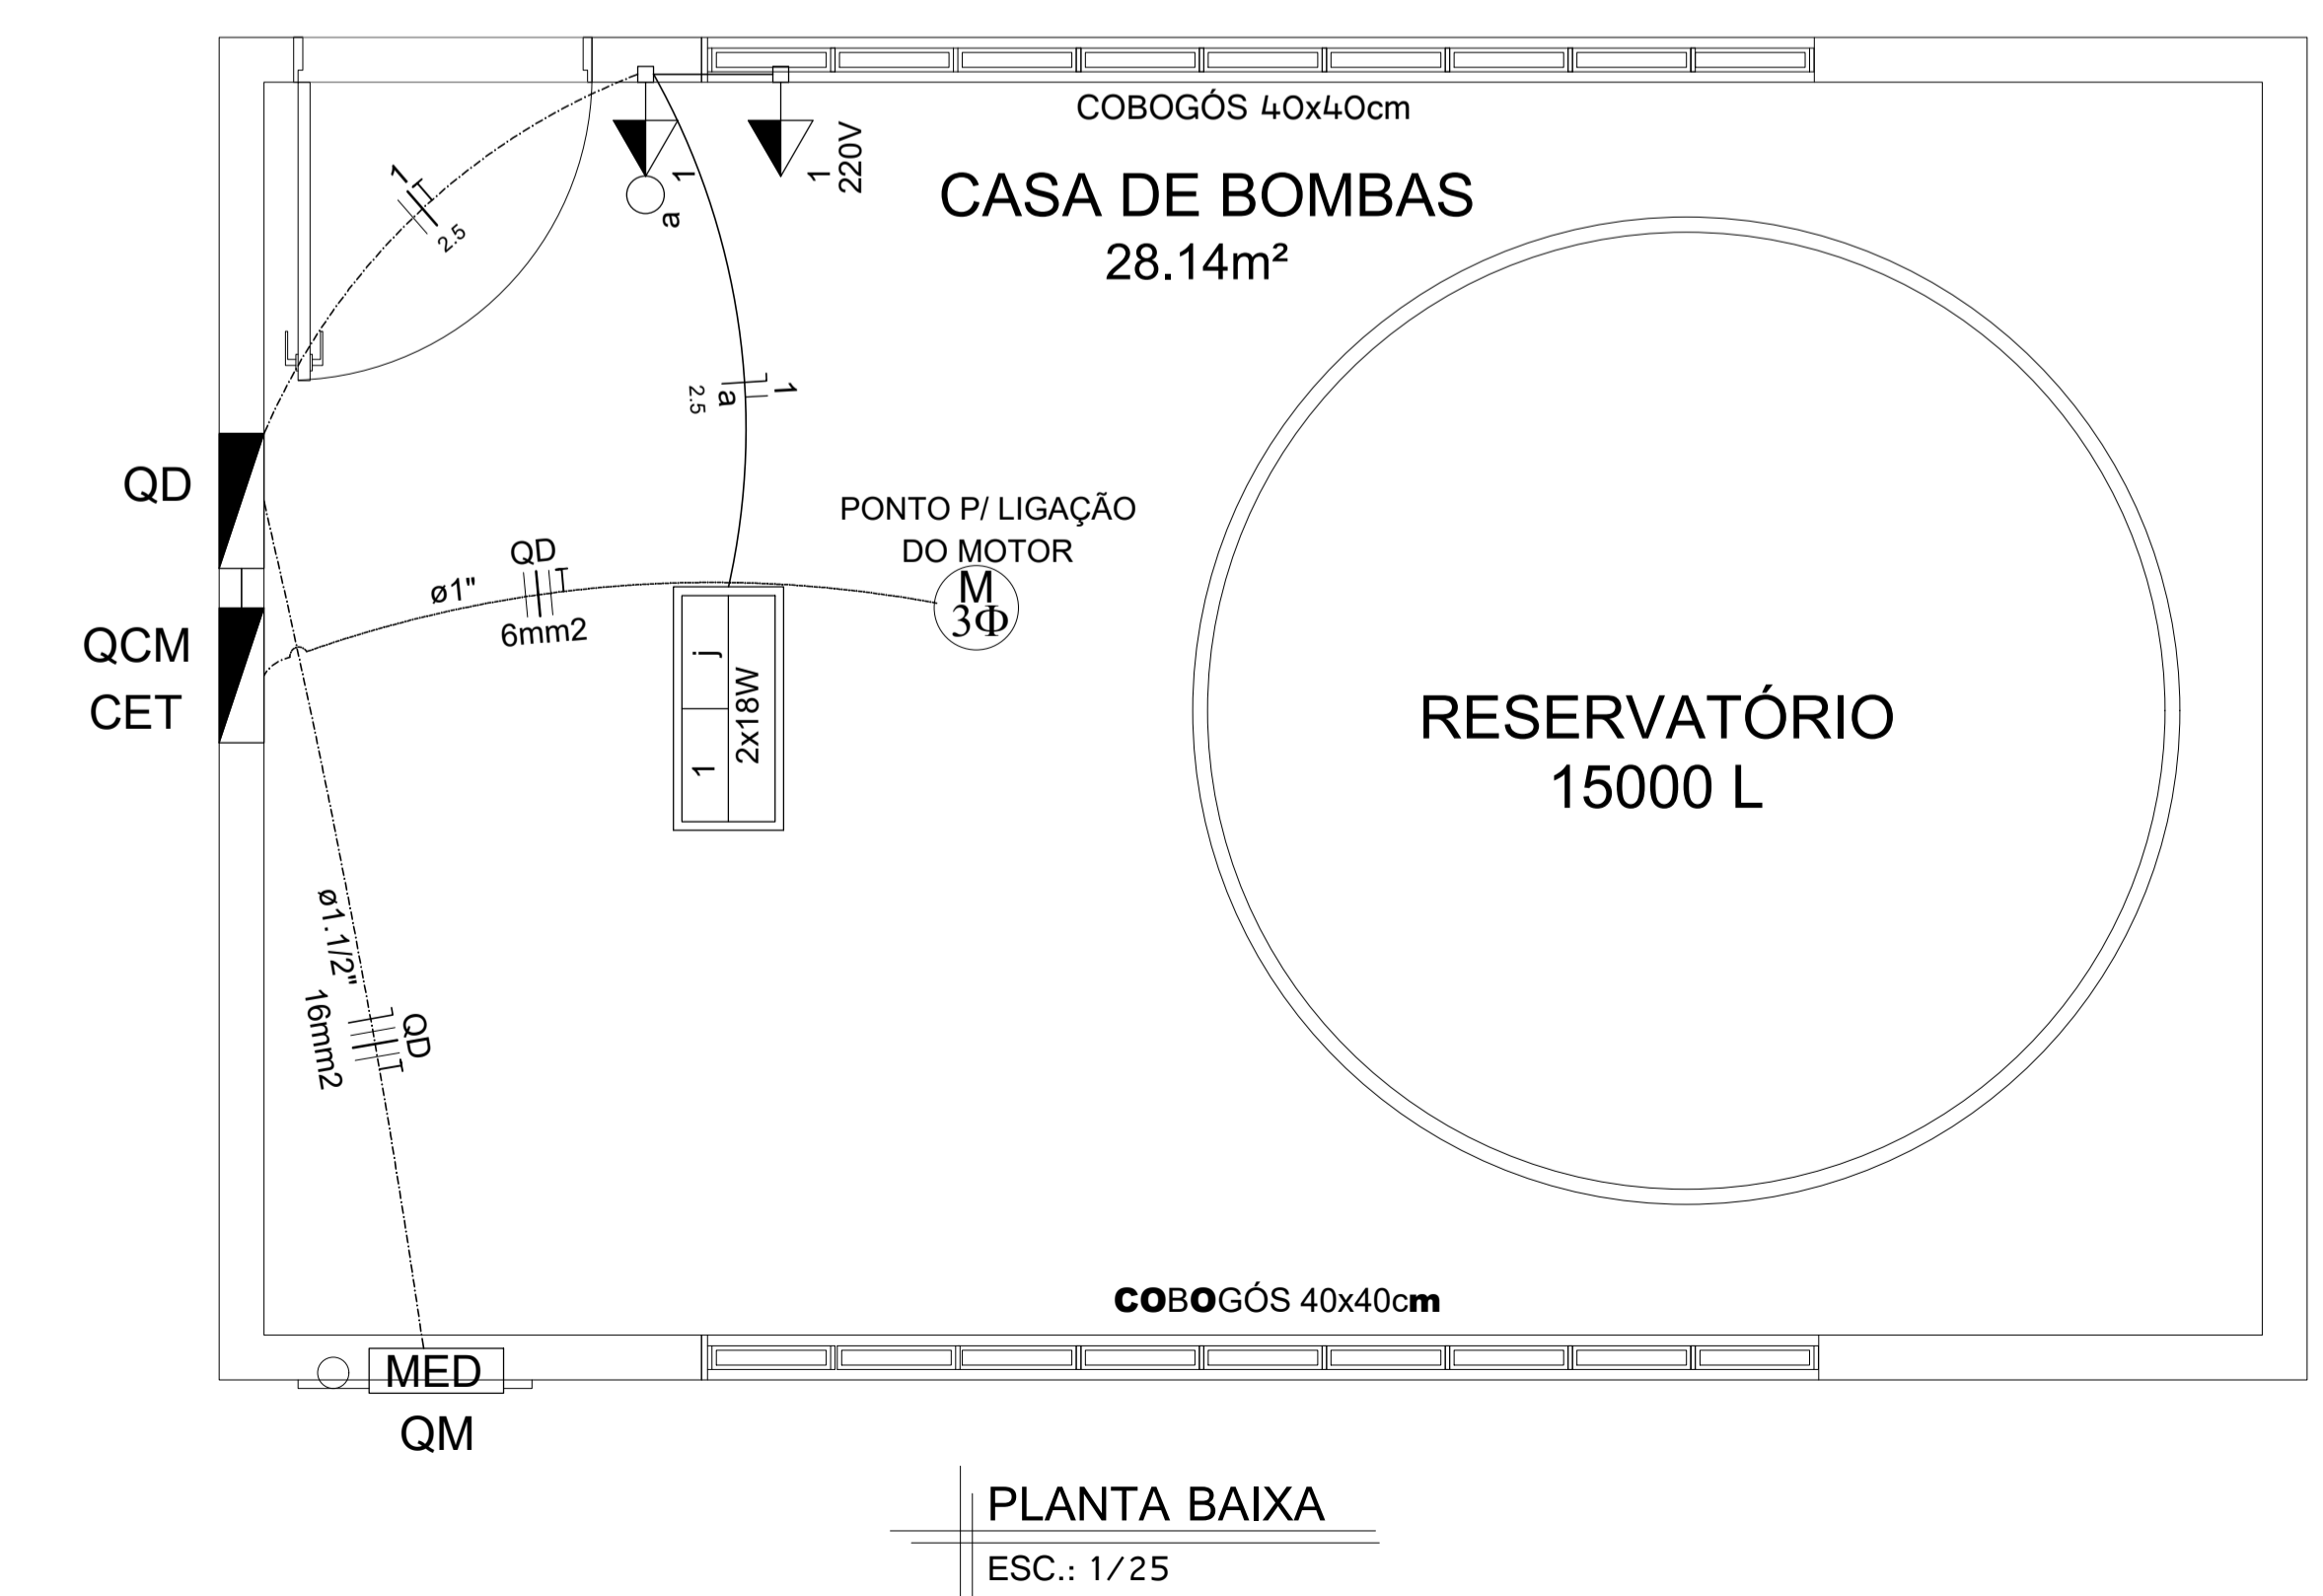 COBOGÓS 40x40cm
CASA DE BOMBAS
28.14m²
1
a
1
220V
1
2.5
1
a
2.5
QD
QCM
CET
PONTO P/ LIGAÇÃO
DO MOTOR
M
3Φ
ø1"
QD
6mm2
1
j
2x18W
RESERVATÓRIO
15000 L
ø1.1/2"
16mm2
QD
COBOGÓS 40x40cm
MED
QM
PLANTA BAIXA
ESC.: 1/25